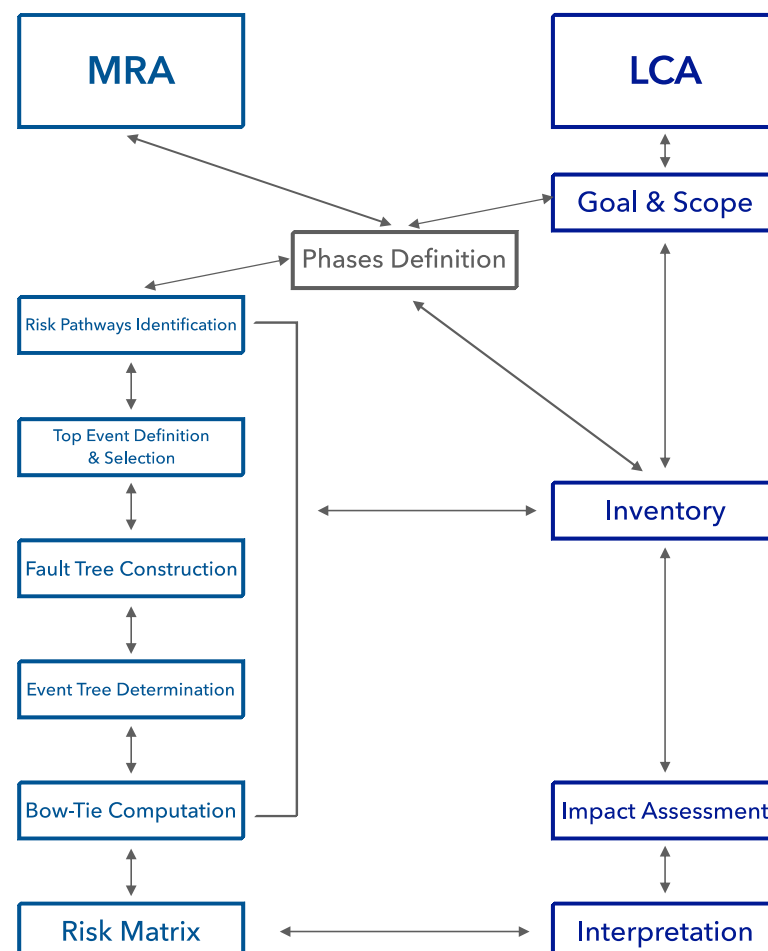 MRA
LCA
Goal & Scope
Phases Definition
Risk Pathways Identification
Top Event Definition
& Selection
Inventory
Fault Tree Construction
Event Tree Determination
Bow-Tie Computation
Impact Assessment
Risk Matrix
Interpretation